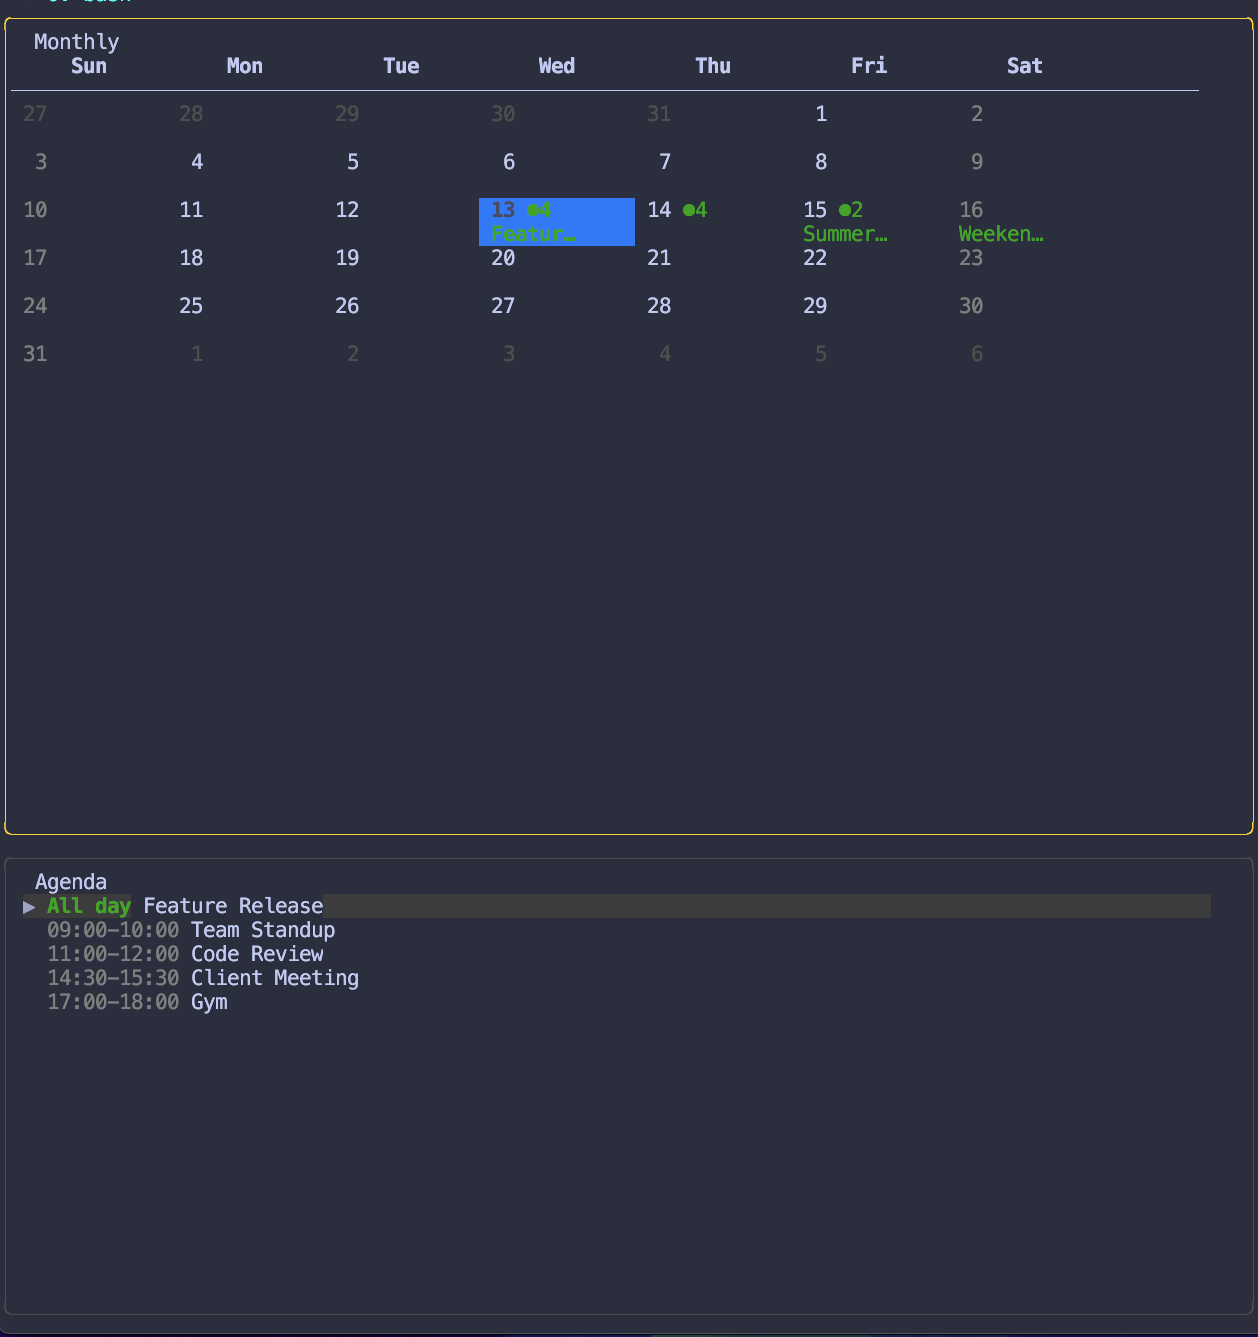 Monthly
Sun Mon Tue Wed Thu Fri Sat
27 28 29 30 31 1 2
3 4 5 6 7 8 9
10 11 12 13 ●4 14 ●4 15 ●2 16
Featur… Summer… Weeken…
17 18 19 20 21 22 23
24 25 26 27 28 29 30
31 1 2 3 4 5 6
Agenda
▶ All day Feature Release
09:00-10:00 Team Standup
11:00-12:00 Code Review
14:30-15:30 Client Meeting
17:00-18:00 Gym